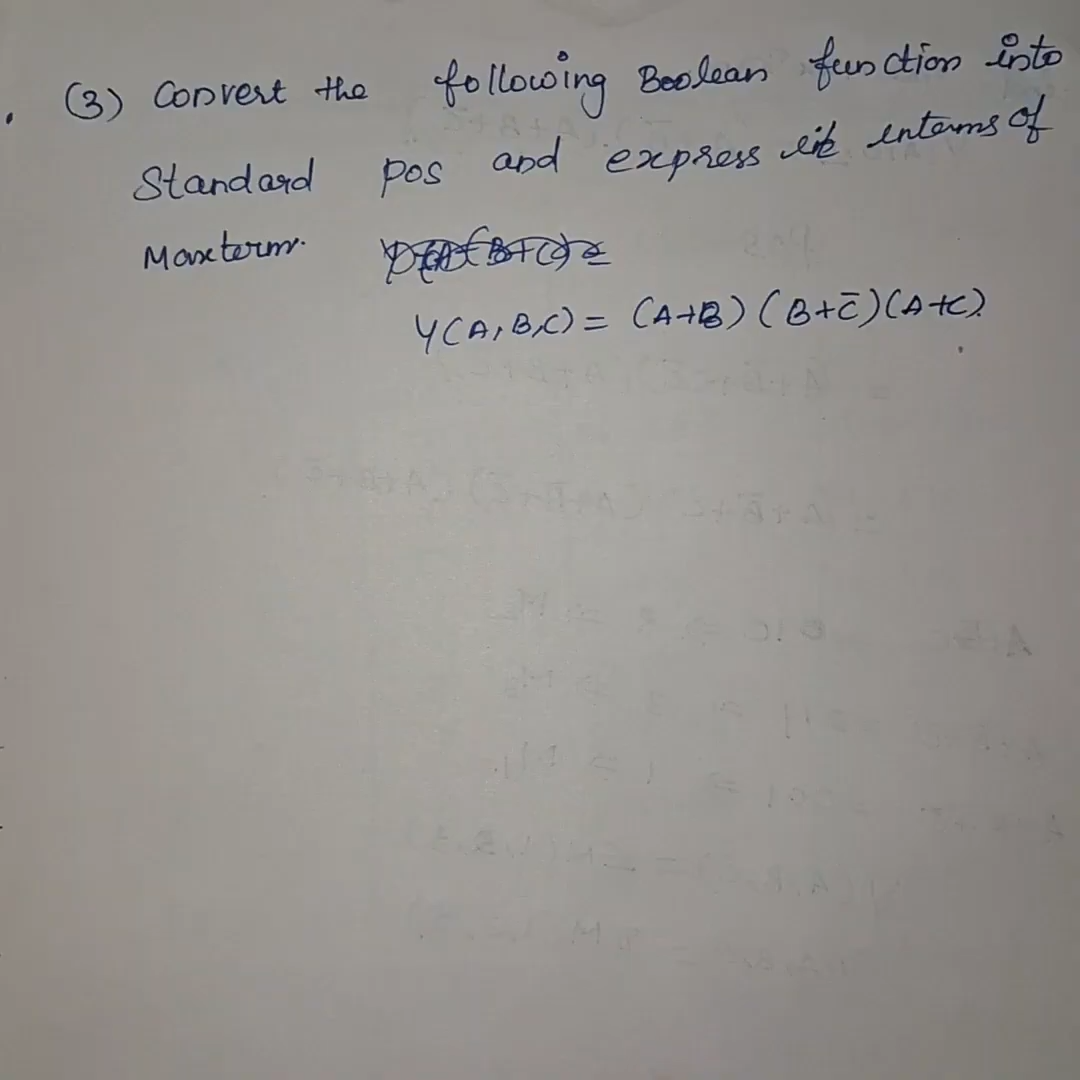 (3) Convert the following Boolean function into
Standard pos and express it interms of
Maxterm.
Y(A,B,C) = (A+B) (B+C̅)(A+C)